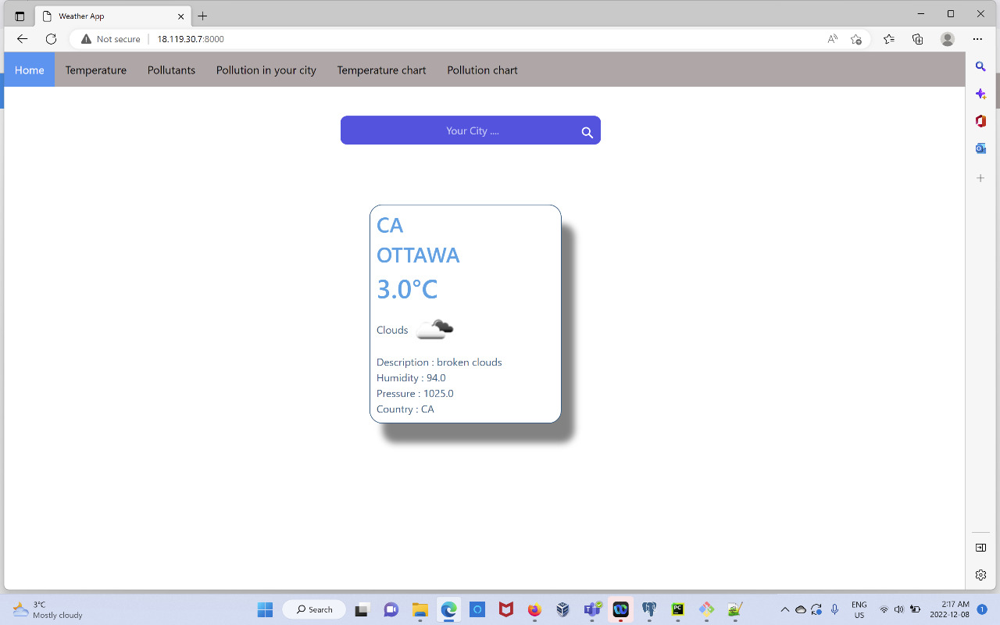 Weather App
Not secure
18.119.30.7:8000
Home
Temperature
Pollutants
Pollution in your city
Temperature chart
Pollution chart
Your City ....
CA
OTTAWA
3.0°C
Clouds
Description : broken clouds
Humidity : 94.0
Pressure : 1025.0
Country : CA
3°C
Mostly cloudy
Search
PC
ENG
US
2:17 AM
2022-12-08
1